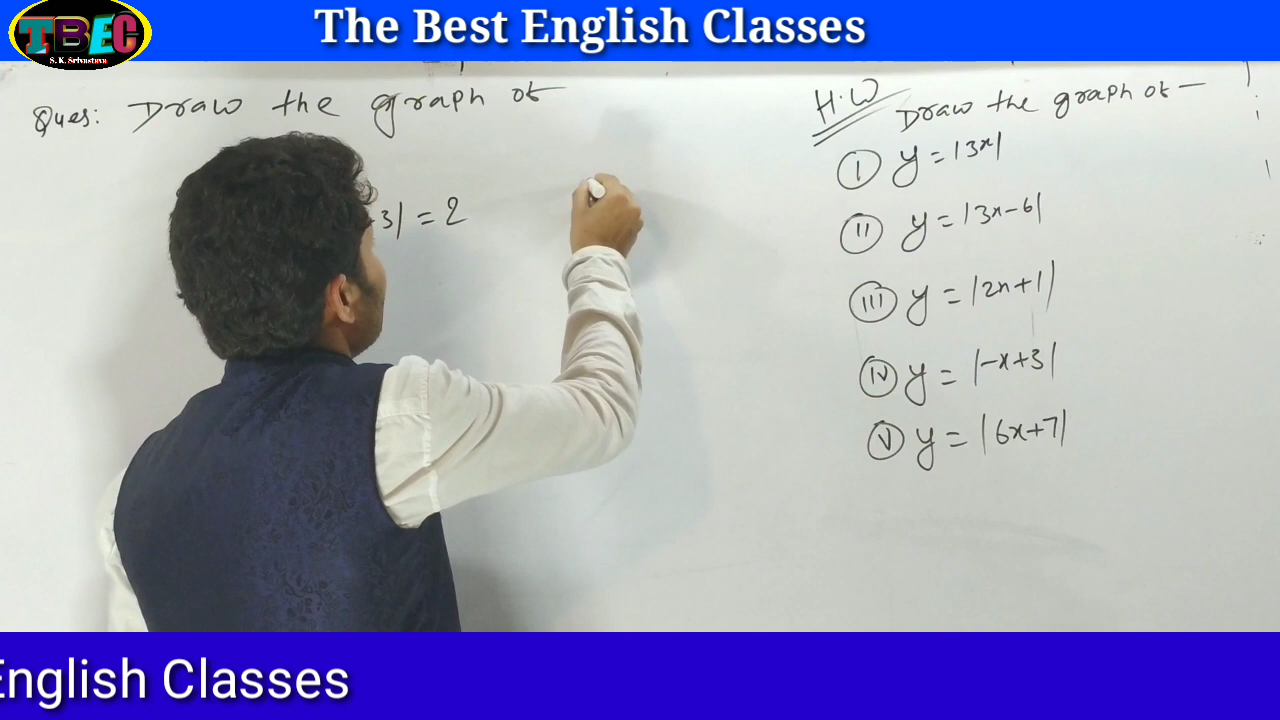 TBEC
S. K. Srivastava
The Best English Classes
Ques: Draw the graph of
3| = 2
H.W Draw the graph of —
(I) y = |3x|
(II) y = |3x-6|
(III) y = |2x+1|
(IV) y = |-x+3|
(V) y = |6x+7|
English Classes